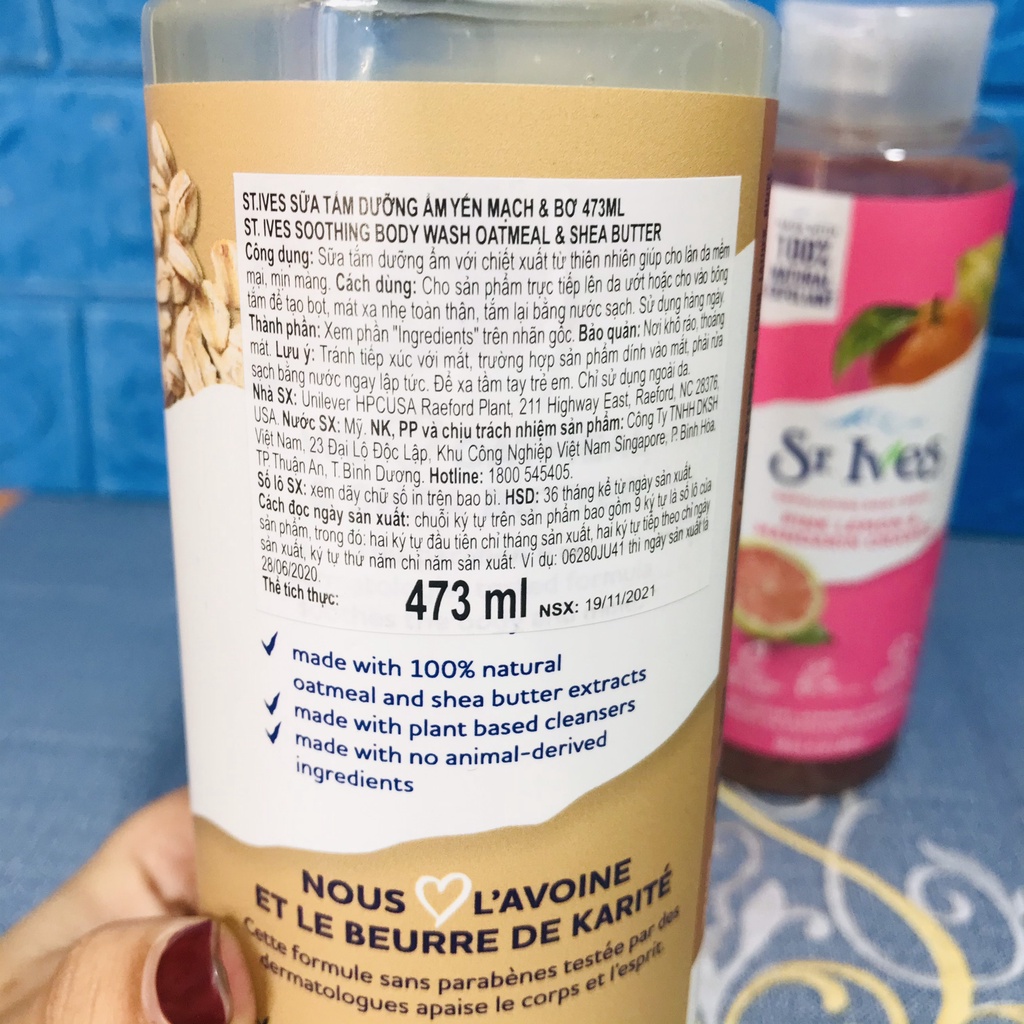 ST.IVES SỮA TẮM DƯỠNG ẨM YẾN MẠCH & BƠ 473ML
ST. IVES SOOTHING BODY WASH OATMEAL & SHEA BUTTER
Công dụng: Sữa tắm dưỡng ẩm với chiết xuất từ thiên nhiên giúp cho làn da mềm
mại, mịn màng. Cách dùng: Cho sản phẩm trực tiếp lên da ướt hoặc cho vào bông
tắm để tạo bọt, mát xa nhẹ toàn thân, tắm lại bằng nước sạch. Sử dụng hàng ngày.
Thành phần: Xem phần "Ingredients" trên nhãn gốc. Bảo quản: Nơi khô ráo, thoáng
mát. Lưu ý: Tránh tiếp xúc với mắt, trường hợp sản phẩm dính vào mắt, phải rửa
sạch bằng nước ngay lập tức. Để xa tầm tay trẻ em. Chỉ sử dụng ngoài da.
Nhà SX: Unilever HPCUSA Raeford Plant, 211 Highway East, Raeford, NC 28376,
USA. Nước SX: Mỹ. NK, PP và chịu trách nhiệm sản phẩm: Công Ty TNHH DKSH
Việt Nam, 23 Đại Lộ Độc Lập, Khu Công Nghiệp Việt Nam Singapore, P. Bình Hòa,
TP. Thuận An, T. Bình Dương. Hotline: 1800 545405.
Số lô SX: xem dãy chữ số in trên bao bì. HSD: 36 tháng kể từ ngày sản xuất.
Cách đọc ngày sản xuất: chuỗi ký tự trên sản phẩm bao gồm 9 ký tự là số lô của
sản phẩm, trong đó: hai ký tự đầu tiên chỉ tháng sản xuất, hai ký tự tiếp theo chỉ ngày
sản xuất, ký tự thứ năm chỉ năm sản xuất. Ví dụ: 06280JU41 thì ngày sản xuất là
28/06/2020.
Thể tích thực: 473 ml NSX: 19/11/2021
made with 100% natural
oatmeal and shea butter extracts
made with plant based cleansers
made with no animal-derived
ingredients
NOUS L'AVOINE
ET LE BEURRE DE KARITÉ
Cette formule sans parabènes testée par des
dermatologues apaise le corps et l'esprit.
100%
NATURAL
St. Ives
PINK LEMON &
MANDARIN ORANGE